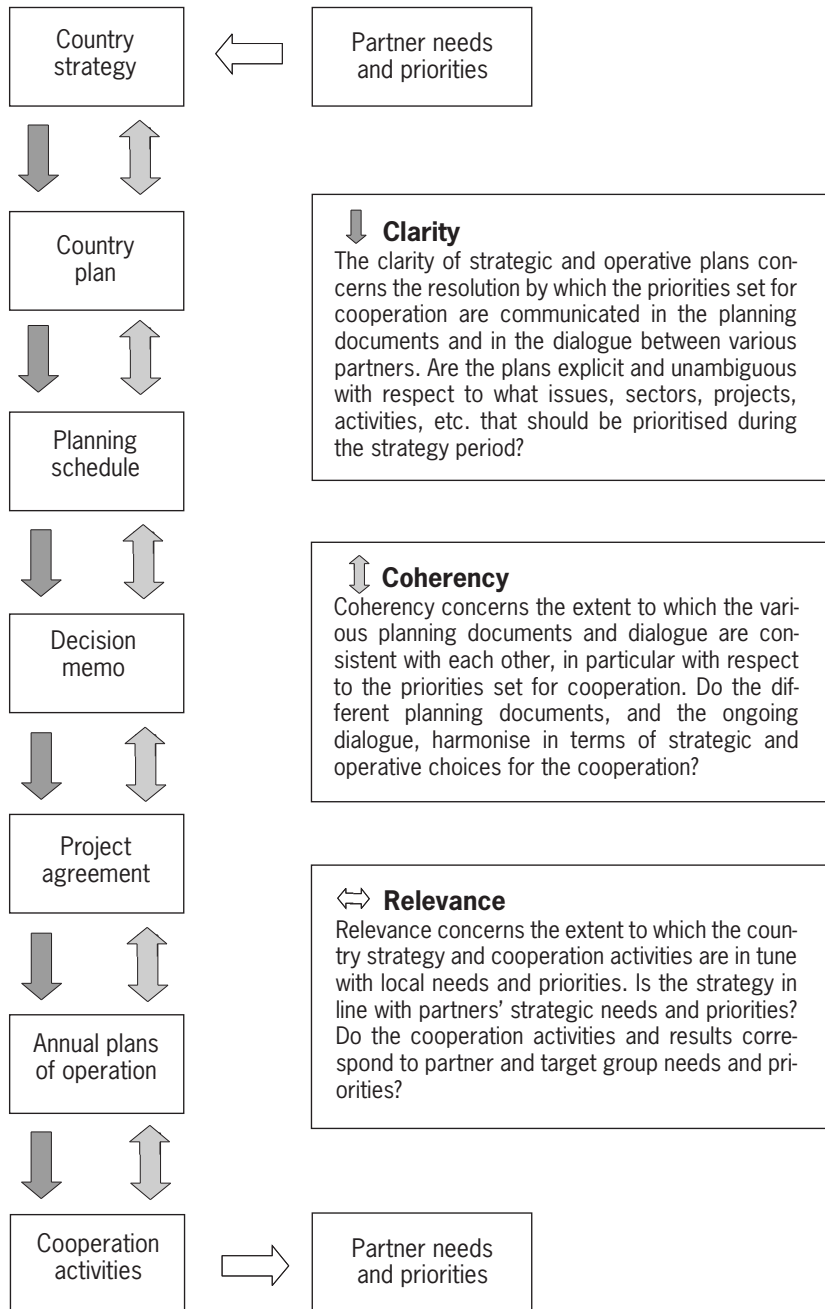 Country
strategy
Partner needs
and priorities
Country
plan
Clarity
The clarity of strategic and operative plans con-
cerns the resolution by which the priorities set for
cooperation are communicated in the planning
documents and in the dialogue between various
partners. Are the plans explicit and unambiguous
with respect to what issues, sectors, projects,
activities, etc. that should be prioritised during
the strategy period?
Planning
schedule
Coherency
Coherency concerns the extent to which the vari-
ous planning documents and dialogue are con-
sistent with each other, in particular with respect
to the priorities set for cooperation. Do the dif-
ferent planning documents, and the ongoing
dialogue, harmonise in terms of strategic and
operative choices for the cooperation?
Decision
memo
Project
agreement
Relevance
Relevance concerns the extent to which the coun-
try strategy and cooperation activities are in tune
with local needs and priorities. Is the strategy in
line with partners’ strategic needs and priorities?
Do the cooperation activities and results corre-
spond to partner and target group needs and pri-
orities?
Annual plans
of operation
Cooperation
activities
Partner needs
and priorities